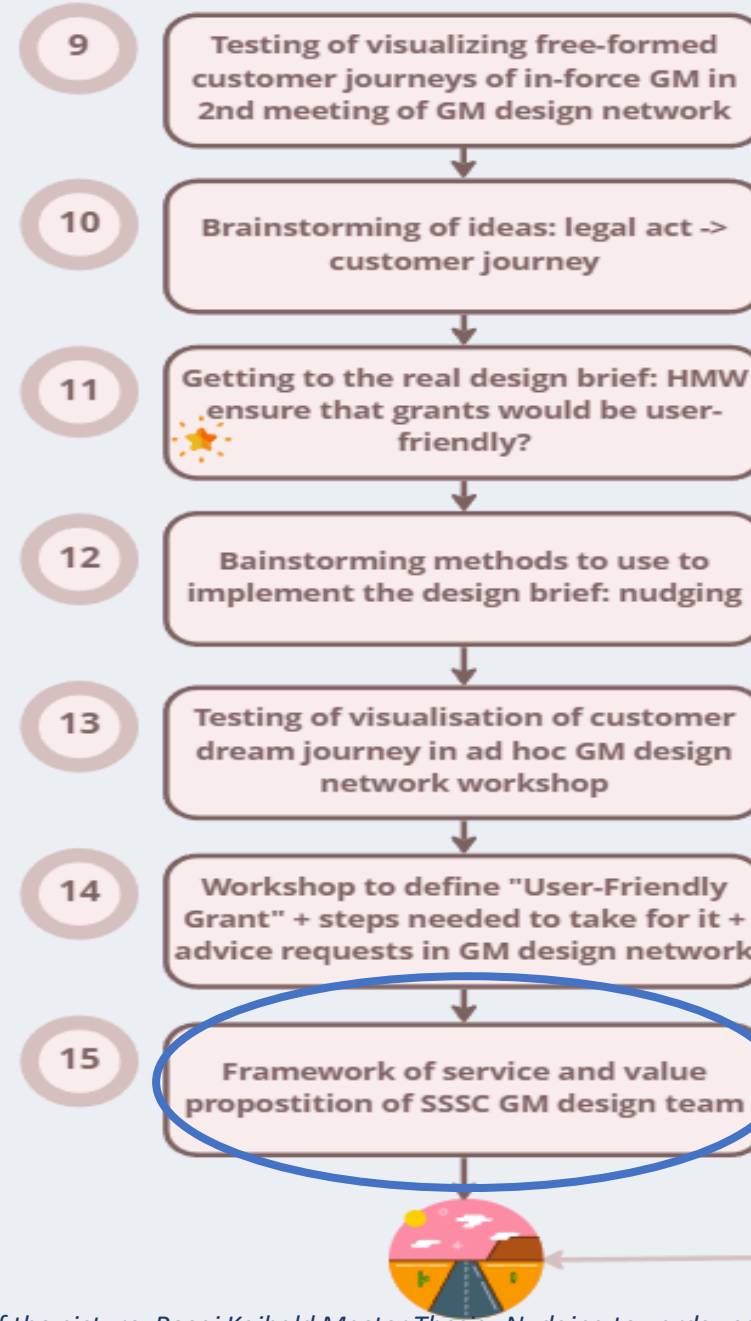 9
Testing of visualizing free-formed
customer journeys of in-force GM in
2nd meeting of GM design network
10
Brainstorming of ideas: legal act ->
customer journey
11
Getting to the real design brief: HMW
ensure that grants would be user-
friendly?
12
Bainstorming methods to use to
implement the design brief: nudging
13
Testing of visualisation of customer
dream journey in ad hoc GM design
network workshop
14
Workshop to define "User-Friendly
Grant" + steps needed to take for it +
advice requests in GM design network
15
Framework of service and value
propostition of SSSC GM design team